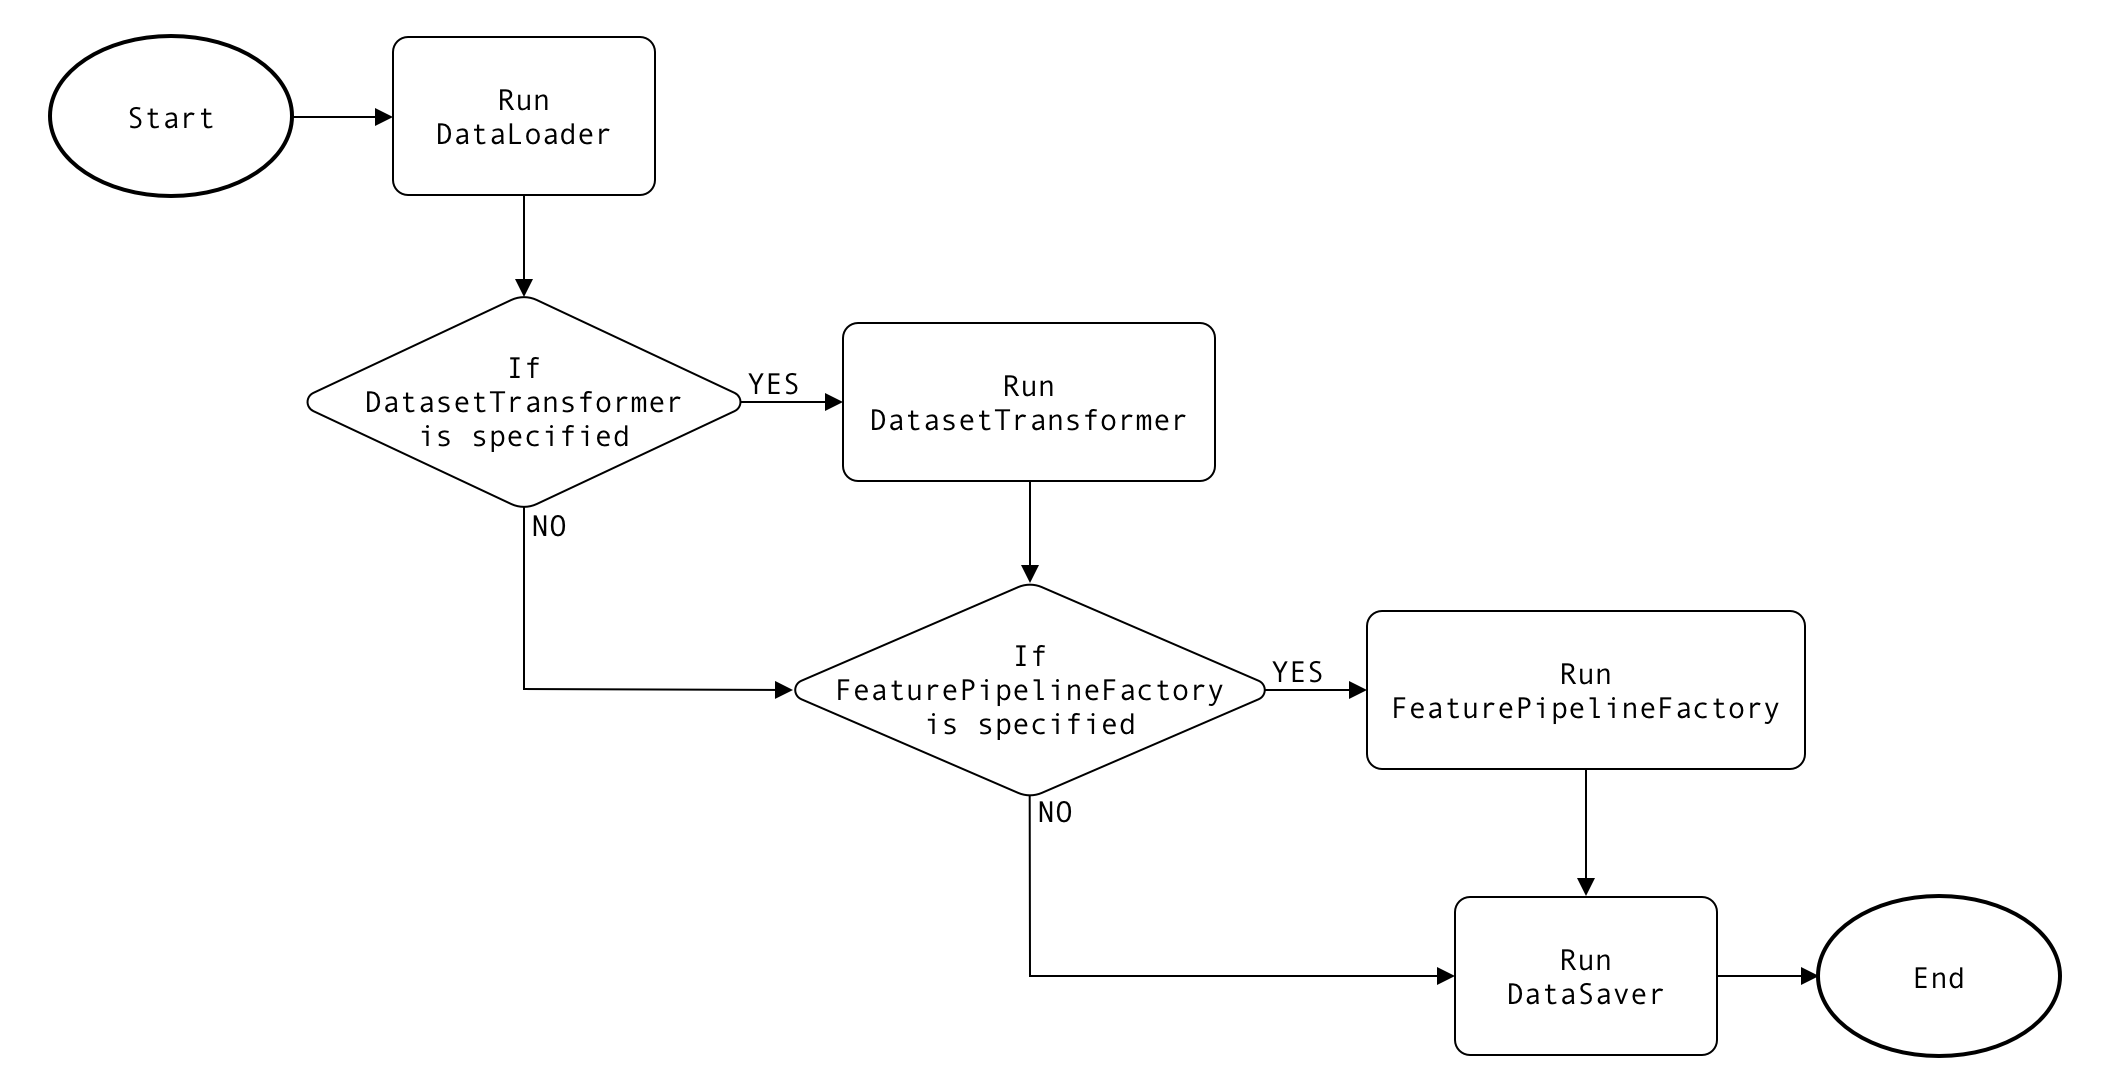 Start
Run
DataLoader
If
DatasetTransformer
is specified
YES
Run
DatasetTransformer
NO
If
FeaturePipelineFactory
is specified
YES
Run
FeaturePipelineFactory
NO
Run
DataSaver
End